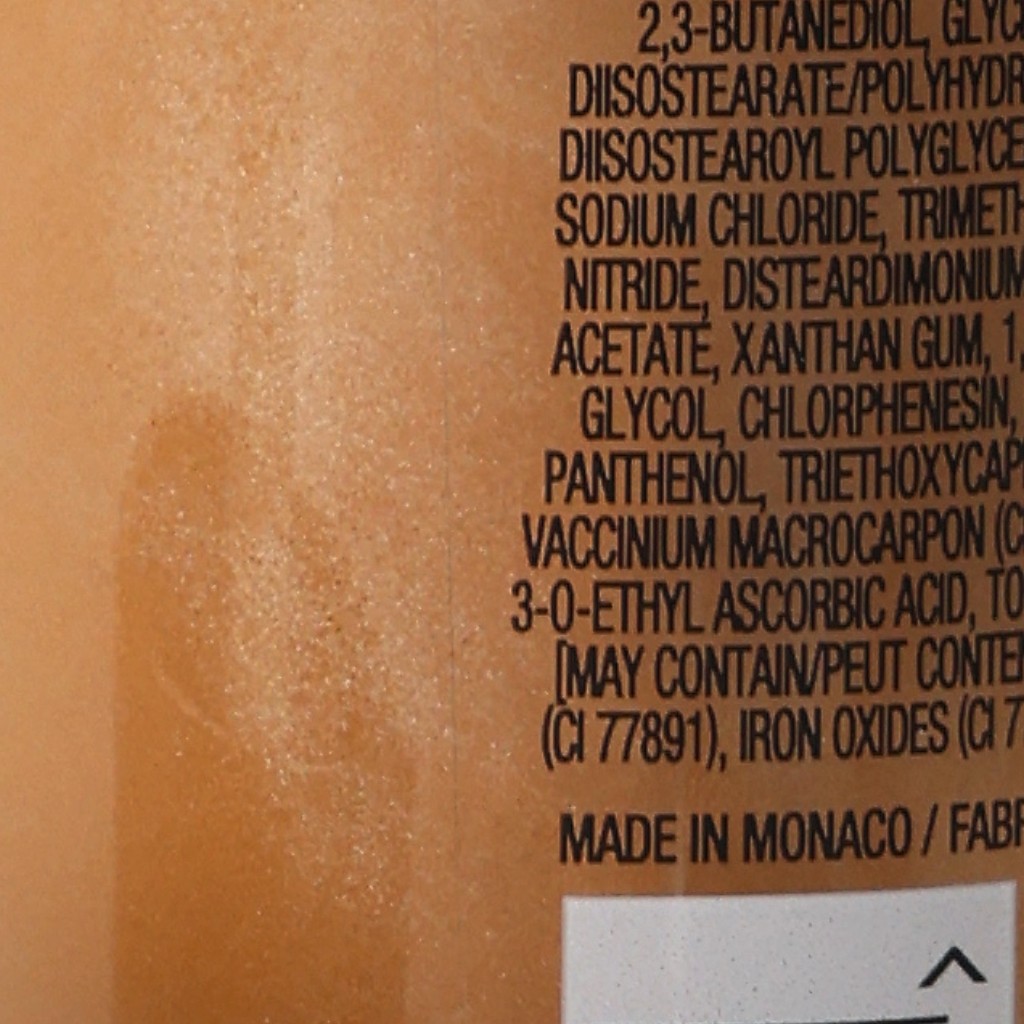 2,3-BUTANEDIOL, GLYC
DIISOSTEARATE/POLYHYDR
DIISOSTEAROYL POLYGLYCE
SODIUM CHLORIDE, TRIMETH
NITRIDE, DISTEARDIMONIUM
ACETATE, XANTHAN GUM, 1,
GLYCOL, CHLORPHENESIN,
PANTHENOL, TRIETHOXYCAP
VACCINIUM MACROCARPON (C
3-O-ETHYL ASCORBIC ACID, TO
[MAY CONTAIN/PEUT CONTE
(CI 77891), IRON OXIDES (CI 77
MADE IN MONACO / FABR